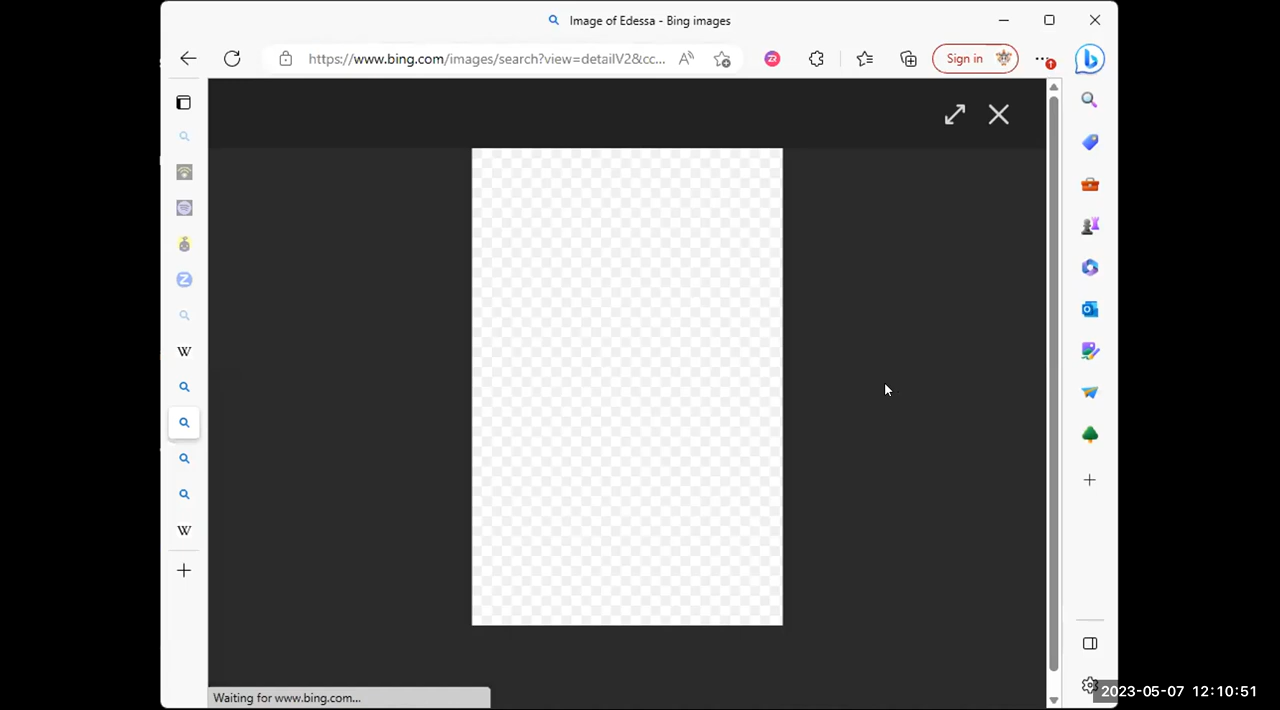 Image of Edessa - Bing images
https://www.bing.com/images/search?view=detailV2&cc...
Sign in
Waiting for www.bing.com...
2023-05-07 12:10:51